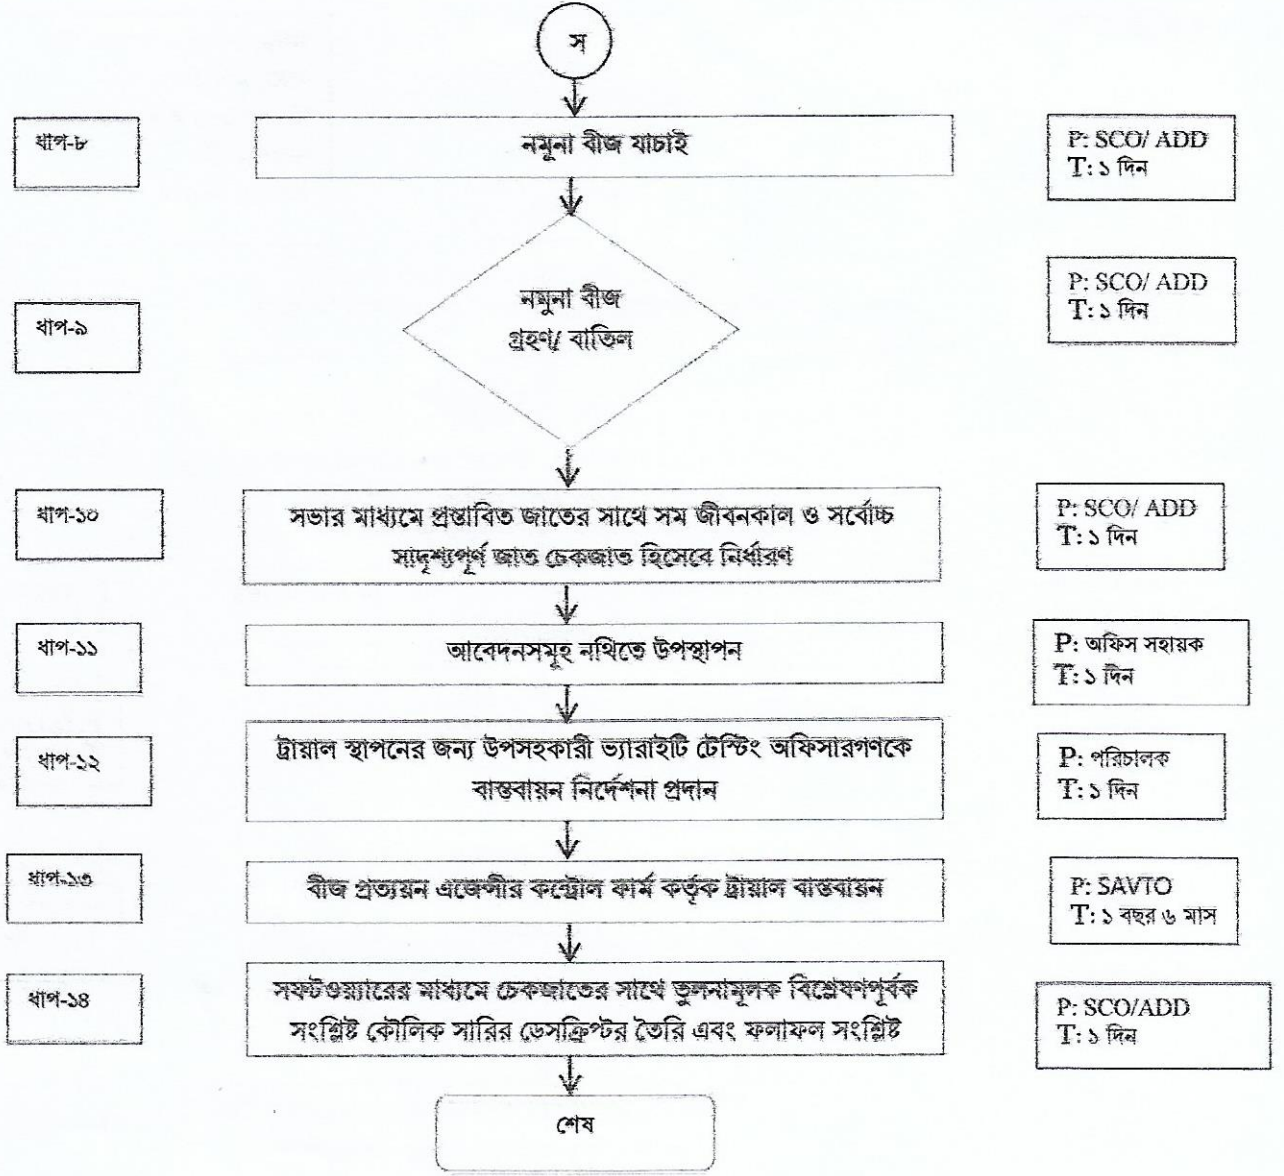 স
ধাপ-৮
নমুনা বীজ যাচাই
P: SCO/ ADD
T: ১ দিন
ধাপ-৯
নমুনা বীজ
গ্রহণ/ বাতিল
P: SCO/ ADD
T: ১ দিন
ধাপ-১০
সভার মাধ্যমে প্রস্তাবিত জাতের সাথে সম জীবনকাল ও সর্বোচ্চ
সাদৃশ্যপূর্ণ জাত চেকজাত হিসেবে নির্ধারণ
P: SCO/ ADD
T: ১ দিন
ধাপ-১১
আবেদনসমূহ নথিতে উপস্থাপন
P: অফিস সহায়ক
T: ১ দিন
ধাপ-১২
ট্রায়াল স্থাপনের জন্য উপসহকারী ভ্যারাইটি টেস্টিং অফিসারগণকে
বাস্তবায়ন নির্দেশনা প্রদান
P: পরিচালক
T: ১ দিন
ধাপ-১৩
বীজ প্রত্যয়ন এজেন্সীর কন্ট্রোল ফার্ম কর্তৃক ট্রায়াল বাস্তবায়ন
P: SAVTO
T: ১ বছর ৬ মাস
ধাপ-১৪
সফটওয়্যারের মাধ্যমে চেকজাতের সাথে তুলনামূলক বিশ্লেষণপূর্বক
সংশ্লিষ্ট কৌলিক সারির ডেসক্রিপ্টর তৈরি এবং ফলাফল সংশ্লিষ্ট
P: SCO/ADD
T: ১ দিন
শেষ